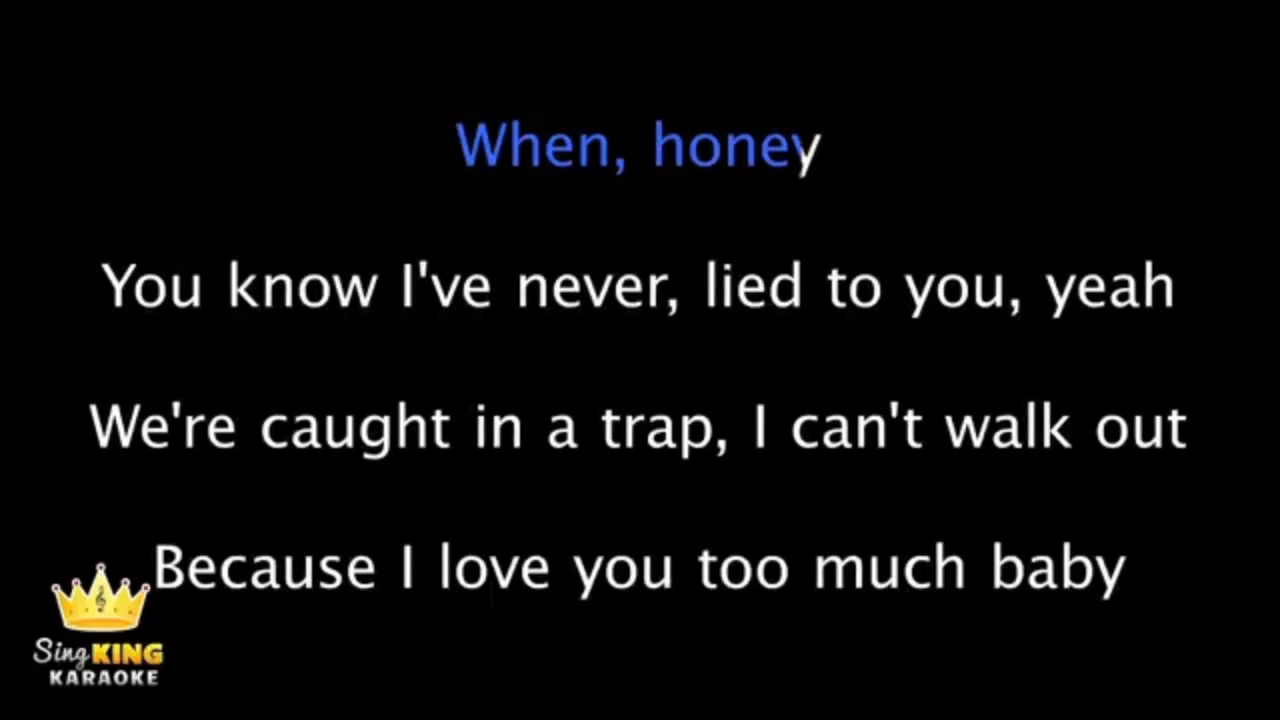 When, honey
You know I've never, lied to you, yeah
We're caught in a trap, I can't walk out
Because I love you too much baby
Sing KING
KARAOKE